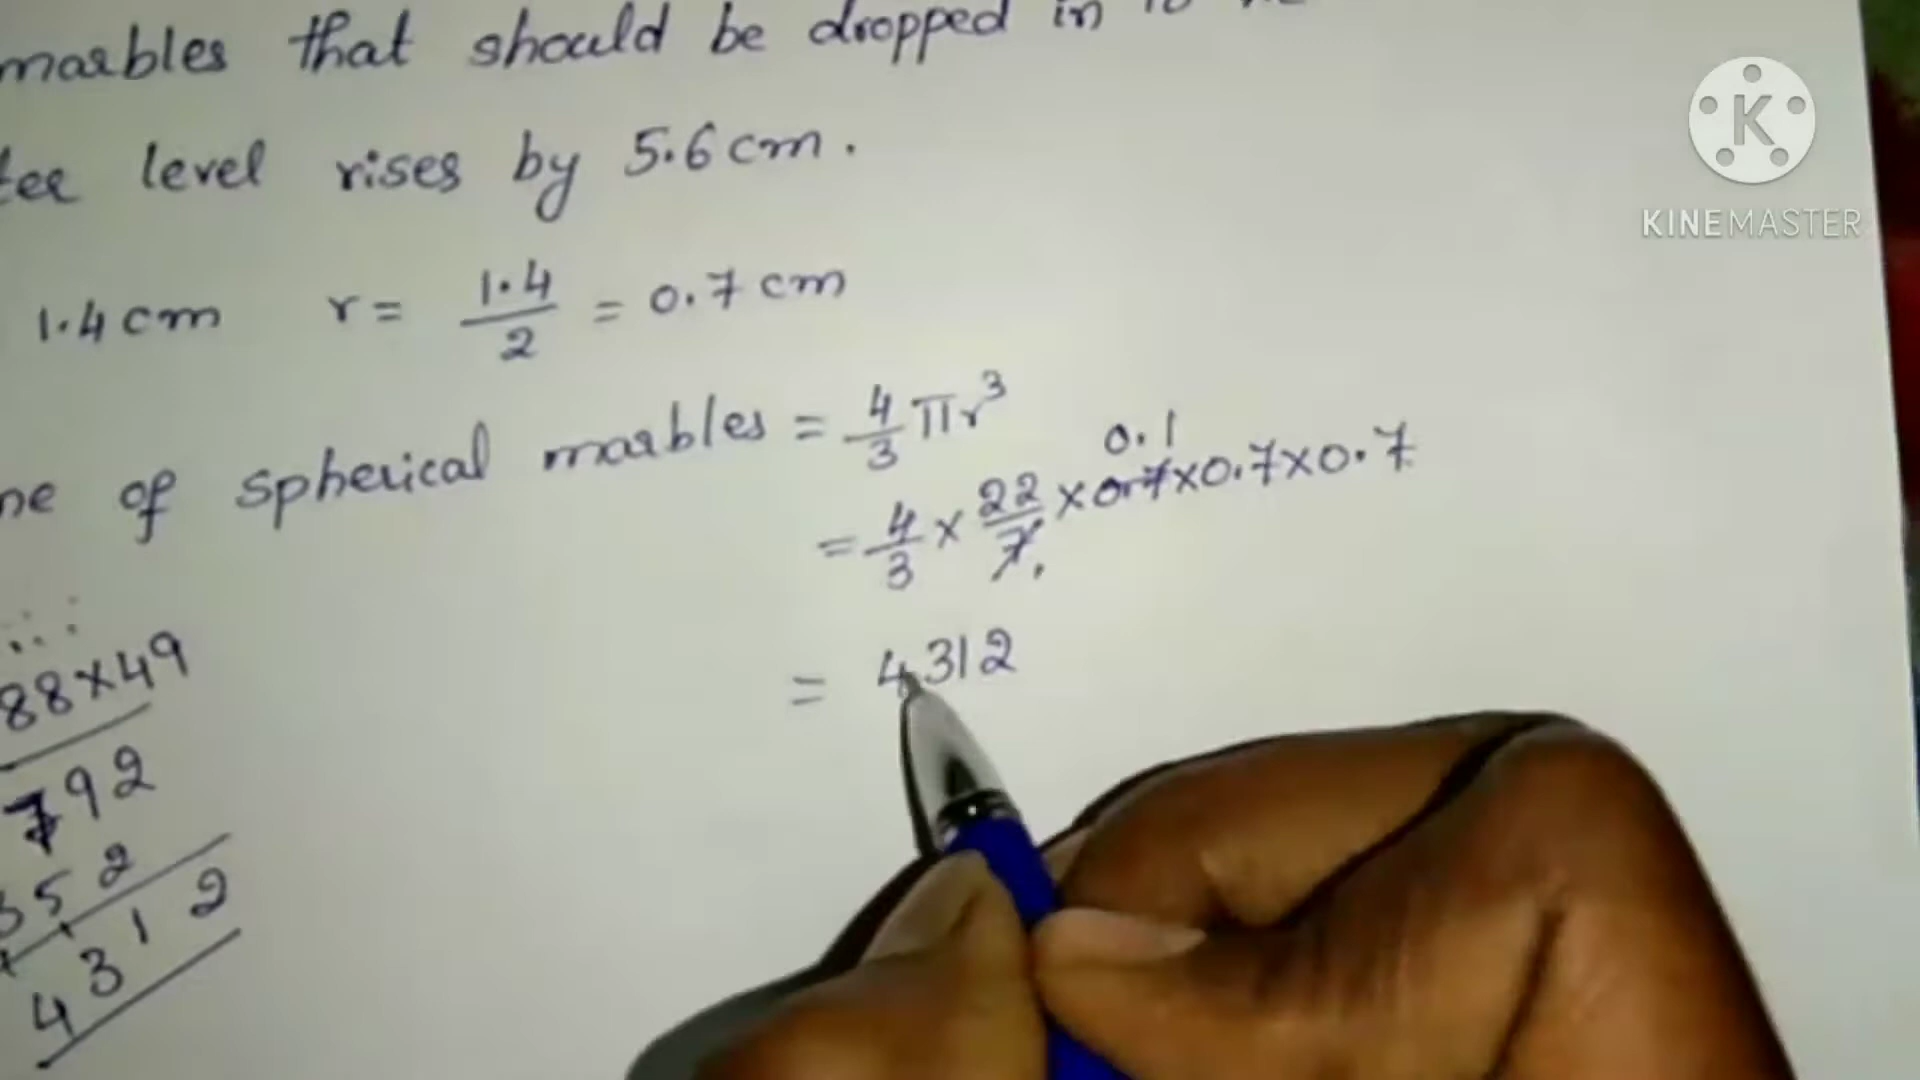 marbles that should be dropped in
level rises by 5.6 cm.
K
KINEMASTER
1.4 cm r = 1.4/2 = 0.7 cm
of spherical marbles = 4/3 πr³
0.1
= 4/3 × 22/7 × 0.7 × 0.7 × 0.7
= 4312
88×49
792
352
4312